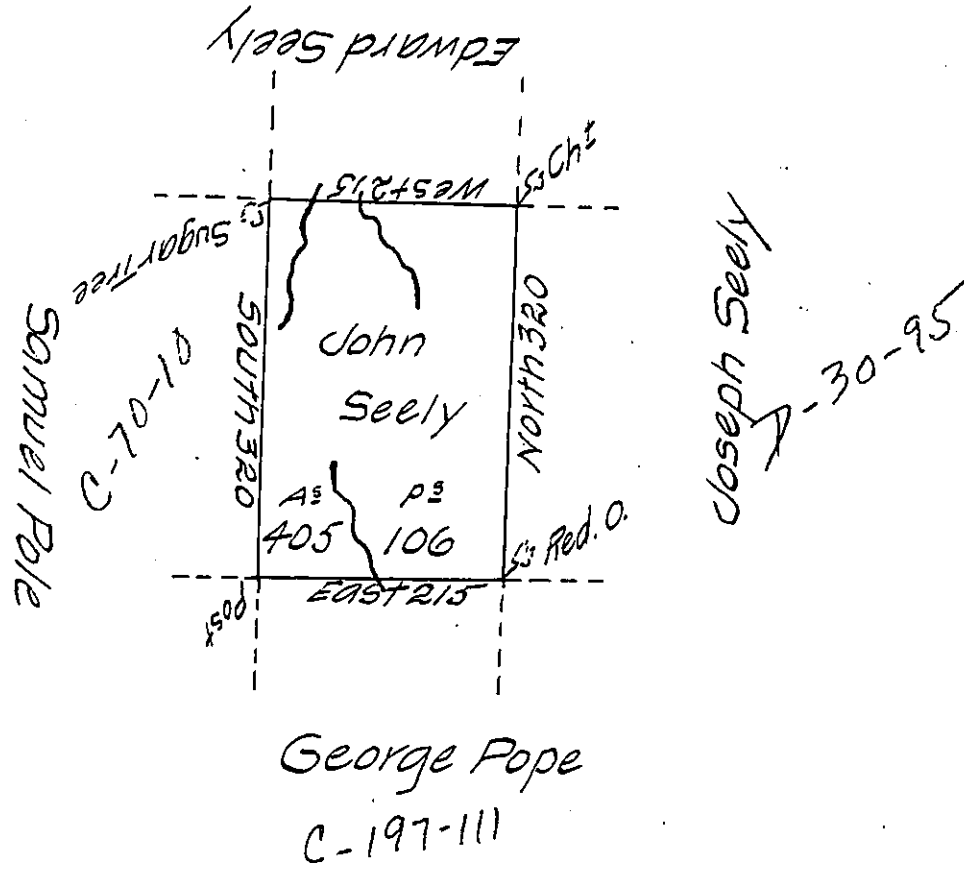 Edward Seely
West 215
Cht
Sugar Tree
Samuel Pole
C-70-10
South 320
John
Seely
North 320
Joseph Seely
D-30-95
As Ps
405 106
Red. O.
Post
East 215
George Pope
C-197-111